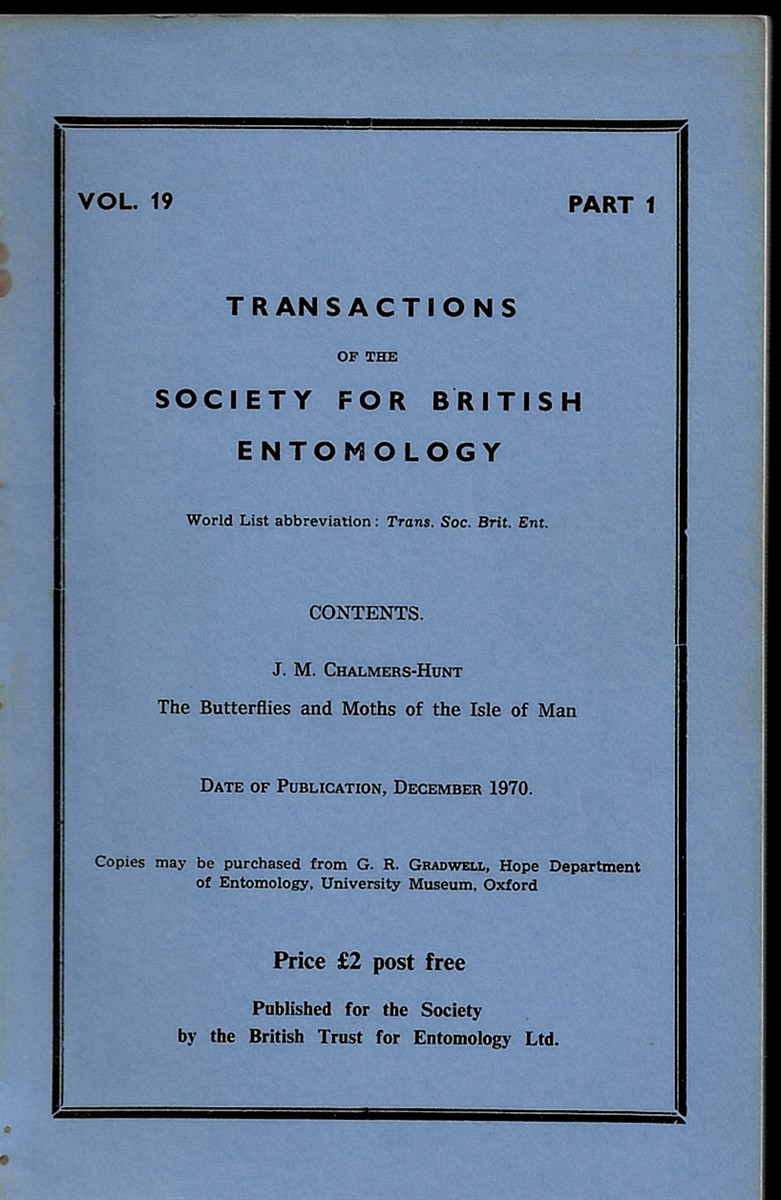 VOL. 19 PART 1
TRANSACTIONS
OF THE
SOCIETY FOR BRITISH
ENTOMOLOGY
World List abbreviation: Trans. Soc. Brit. Ent.
CONTENTS.
J. M. CHALMERS-HUNT
The Butterflies and Moths of the Isle of Man
DATE OF PUBLICATION, DECEMBER 1970.
Copies may be purchased from G. R. GRADWELL, Hope Department
of Entomology, University Museum, Oxford
Price £2 post free
Published for the Society
by the British Trust for Entomology Ltd.